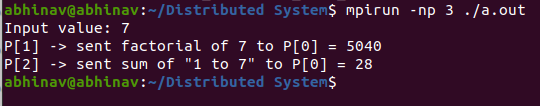 abhinav@abhinav:~/Distributed System$ mpirun -np 3 ./a.out
Input value: 7
P[1] -> sent factorial of 7 to P[0] = 5040
P[2] -> sent sum of "1 to 7" to P[0] = 28
abhinav@abhinav:~/Distributed System$